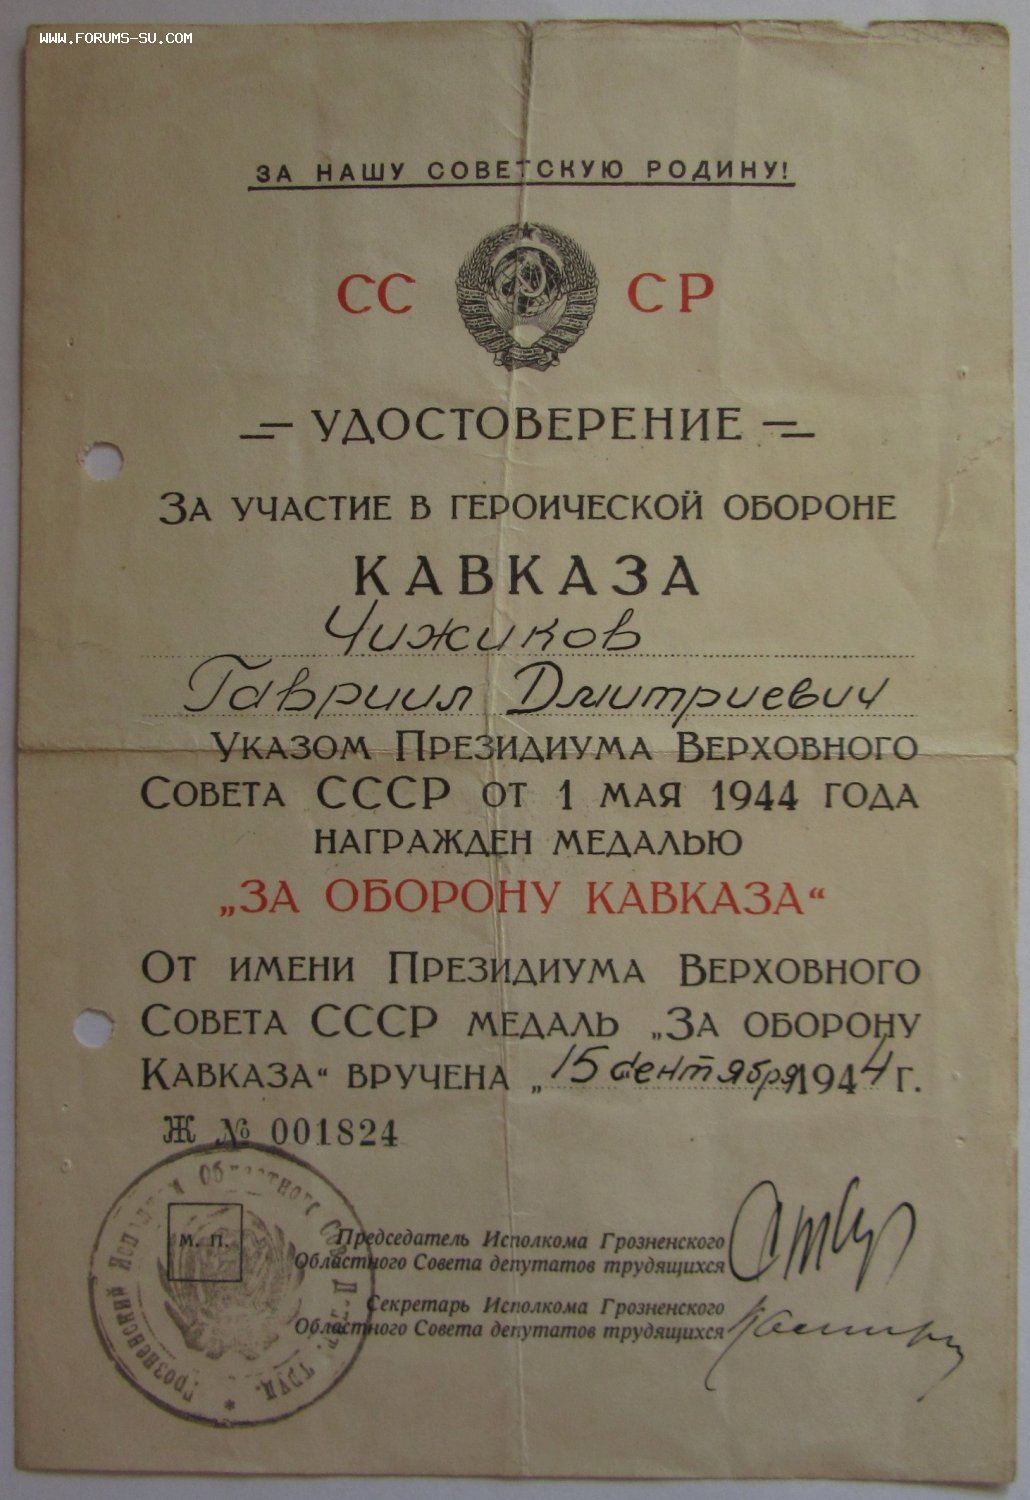 WWW.FORUMS-SU.COM
ЗА НАШУ СОВЕТСКУЮ РОДИНУ!
СС СР
УДОСТОВЕРЕНИЕ
ЗА УЧАСТИЕ В ГЕРОИЧЕСКОЙ ОБОРОНЕ
КАВКАЗА
Чижиков
Гавриил Дмитриевич
УКАЗОМ ПРЕЗИДИУМА ВЕРХОВНОГО
СОВЕТА СССР ОТ 1 МАЯ 1944 ГОДА
НАГРАЖДЕН МЕДАЛЬЮ
„ЗА ОБОРОНУ КАВКАЗА“
ОТ ИМЕНИ ПРЕЗИДИУМА ВЕРХОВНОГО
СОВЕТА СССР МЕДАЛЬ „ЗА ОБОРОНУ
КАВКАЗА“ ВРУЧЕНА „15 сентября 1944 Г.
Ж № 001824
М. П.
Председатель Исполкома Грозненского
Областного Совета депутатов трудящихся
Секретарь Исполкома Грозненского
Областного Совета депутатов трудящихся
Грозненский Областного Труд.